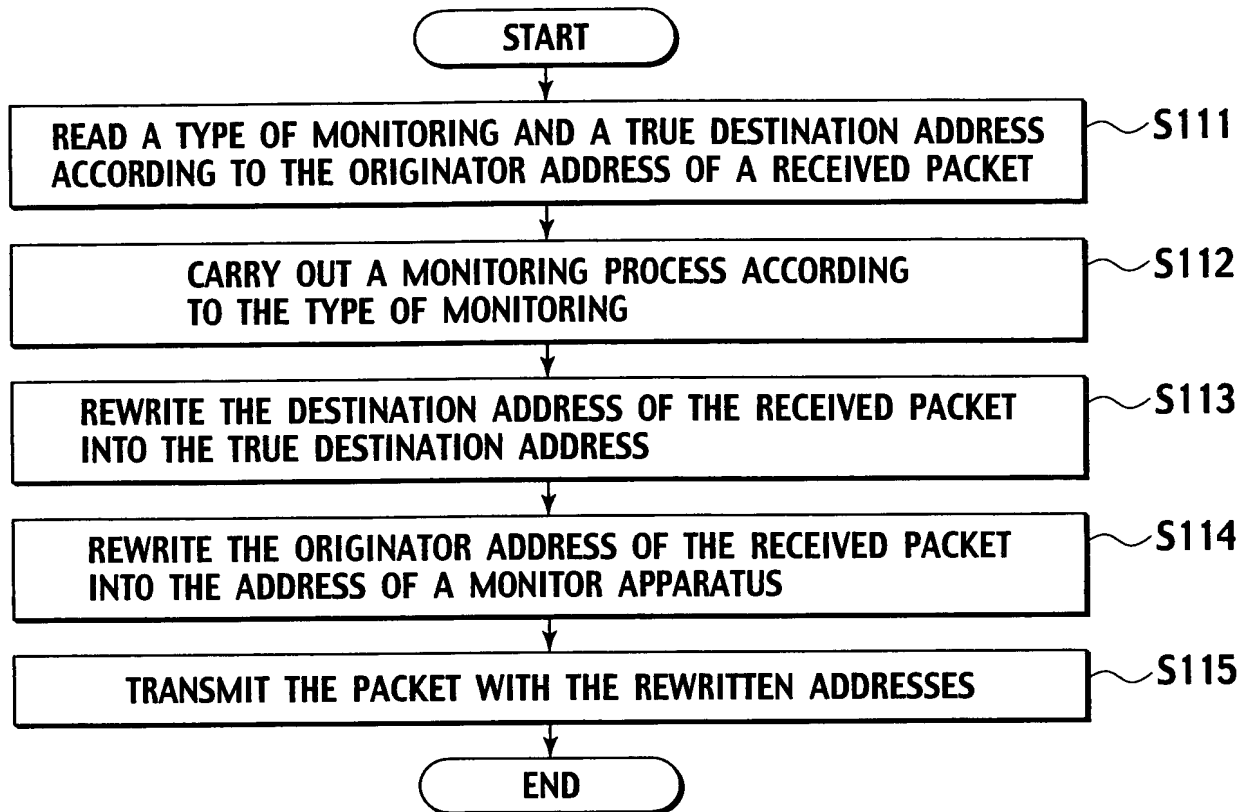 START
READ A TYPE OF MONITORING AND A TRUE DESTINATION ADDRESS
ACCORDING TO THE ORIGINATOR ADDRESS OF A RECEIVED PACKET
S111
CARRY OUT A MONITORING PROCESS ACCORDING
TO THE TYPE OF MONITORING
S112
REWRITE THE DESTINATION ADDRESS OF THE RECEIVED PACKET
INTO THE TRUE DESTINATION ADDRESS
S113
REWRITE THE ORIGINATOR ADDRESS OF THE RECEIVED PACKET
INTO THE ADDRESS OF A MONITOR APPARATUS
S114
TRANSMIT THE PACKET WITH THE REWRITTEN ADDRESSES
S115
END